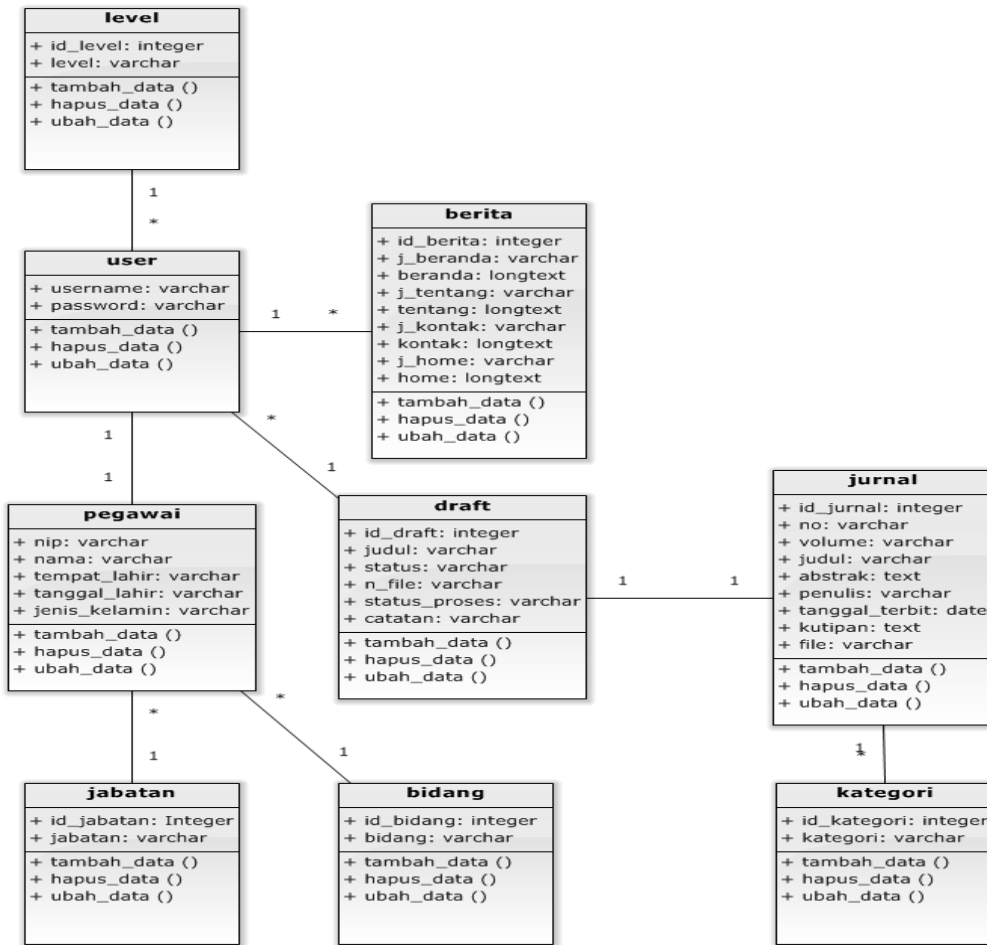 level
+ id_level: integer
+ level: varchar
+ tambah_data ()
+ hapus_data ()
+ ubah_data ()
1
*
user
+ username: varchar
+ password: varchar
+ tambah_data ()
+ hapus_data ()
+ ubah_data ()
1
*
berita
+ id_berita: integer
+ j_beranda: varchar
+ beranda: longtext
+ j_tentang: varchar
+ tentang: longtext
+ j_kontak: varchar
+ kontak: longtext
+ j_home: varchar
+ home: longtext
+ tambah_data ()
+ hapus_data ()
+ ubah_data ()
1
1
*
1
pegawai
+ nip: varchar
+ nama: varchar
+ tempat_lahir: varchar
+ tanggal_lahir: varchar
+ jenis_kelamin: varchar
+ tambah_data ()
+ hapus_data ()
+ ubah_data ()
draft
+ id_draft: integer
+ judul: varchar
+ status: varchar
+ n_file: varchar
+ status_proses: varchar
+ catatan: varchar
+ tambah_data ()
+ hapus_data ()
+ ubah_data ()
1
1
jurnal
+ id_jurnal: integer
+ no: varchar
+ volume: varchar
+ judul: varchar
+ abstrak: text
+ penulis: varchar
+ tanggal_terbit: date
+ kutipan: text
+ file: varchar
+ tambah_data ()
+ hapus_data ()
+ ubah_data ()
*
1
*
1
1
*
jabatan
+ id_jabatan: Integer
+ jabatan: varchar
+ tambah_data ()
+ hapus_data ()
+ ubah_data ()
bidang
+ id_bidang: integer
+ bidang: varchar
+ tambah_data ()
+ hapus_data ()
+ ubah_data ()
kategori
+ id_kategori: integer
+ kategori: varchar
+ tambah_data ()
+ hapus_data ()
+ ubah_data ()